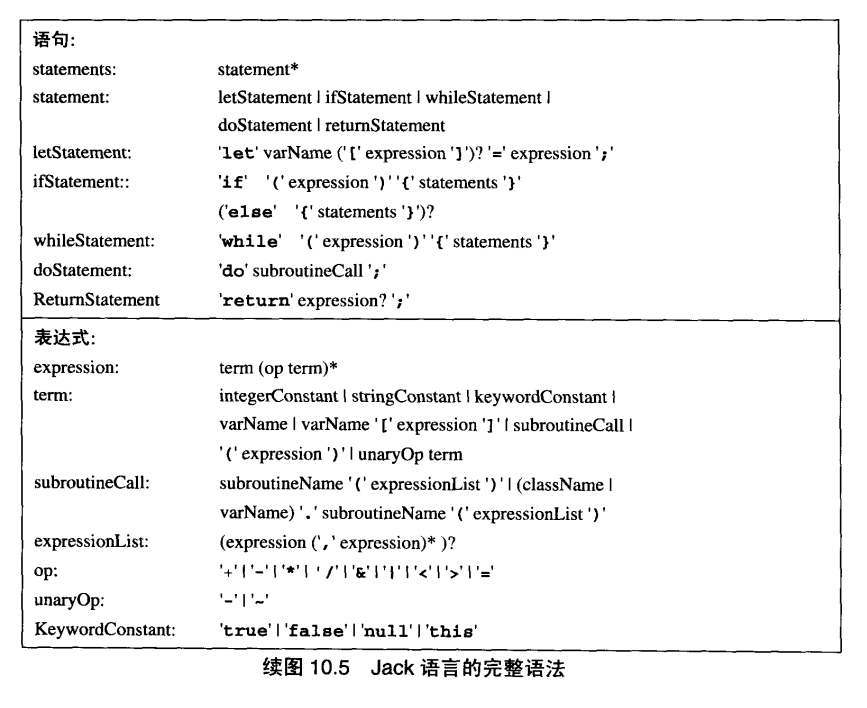 语句:
statements: statement*
statement: letStatement | ifStatement | whileStatement |
doStatement | returnStatement
letStatement: 'let' varName ('[' expression ']')? '=' expression ';'
ifStatement:: 'if' '(' expression ')' '{' statements '}'
('else' '{' statements '}')?
whileStatement: 'while' '(' expression ')' '{' statements '}'
doStatement: 'do' subroutineCall ';'
ReturnStatement 'return' expression? ';'
表达式:
expression: term (op term)*
term: integerConstant | stringConstant | keywordConstant |
varName | varName '[' expression ']' | subroutineCall |
'(' expression ')' | unaryOp term
subroutineCall: subroutineName '(' expressionList ')' | (className |
varName) '.' subroutineName '(' expressionList ')'
expressionList: (expression (',' expression)* )?
op: '+'|'-'|'*'|'/'|'&'|'|'|'<'|'>'|'='
unaryOp: '-'|'~'
KeywordConstant: 'true'|'false'|'null'|'this'
续图 10.5 Jack 语言的完整语法